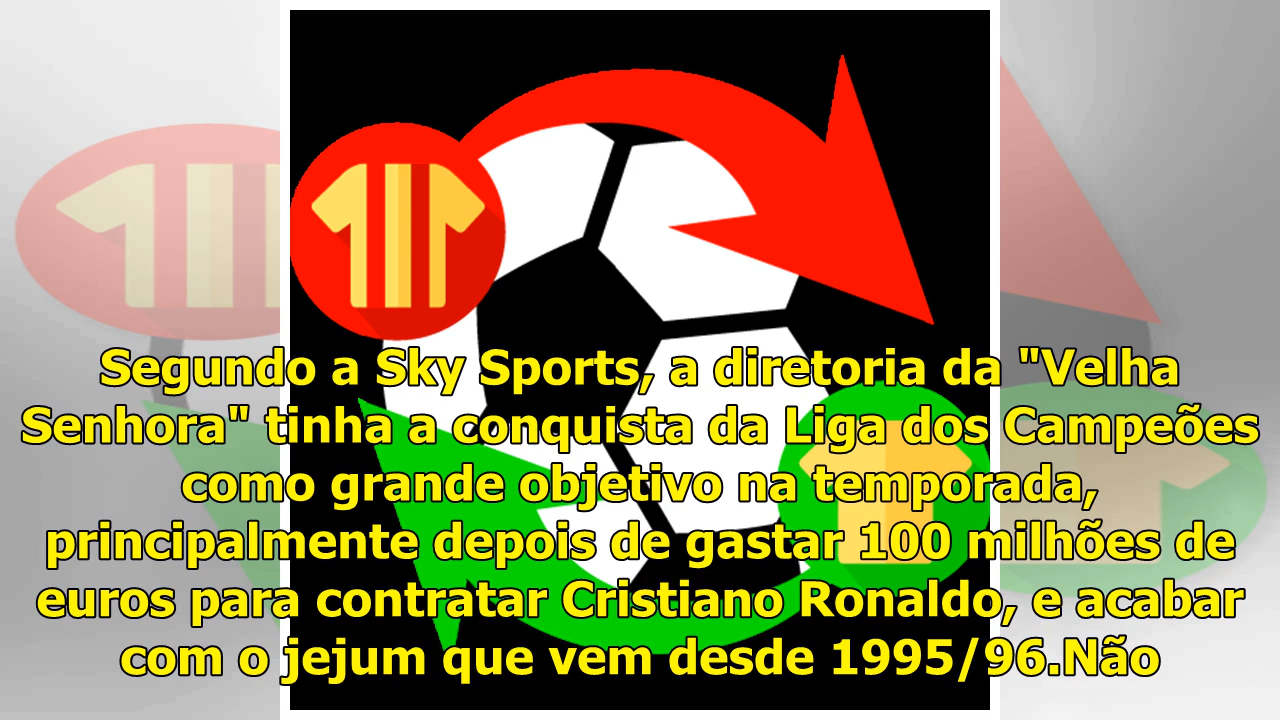 Segundo a Sky Sports, a diretoria da "Velha
Senhora" tinha a conquista da Liga dos Campeões
como grande objetivo na temporada,
principalmente depois de gastar 100 milhões de
euros para contratar Cristiano Ronaldo, e acabar
com o jejum que vem desde 1995/96.Não